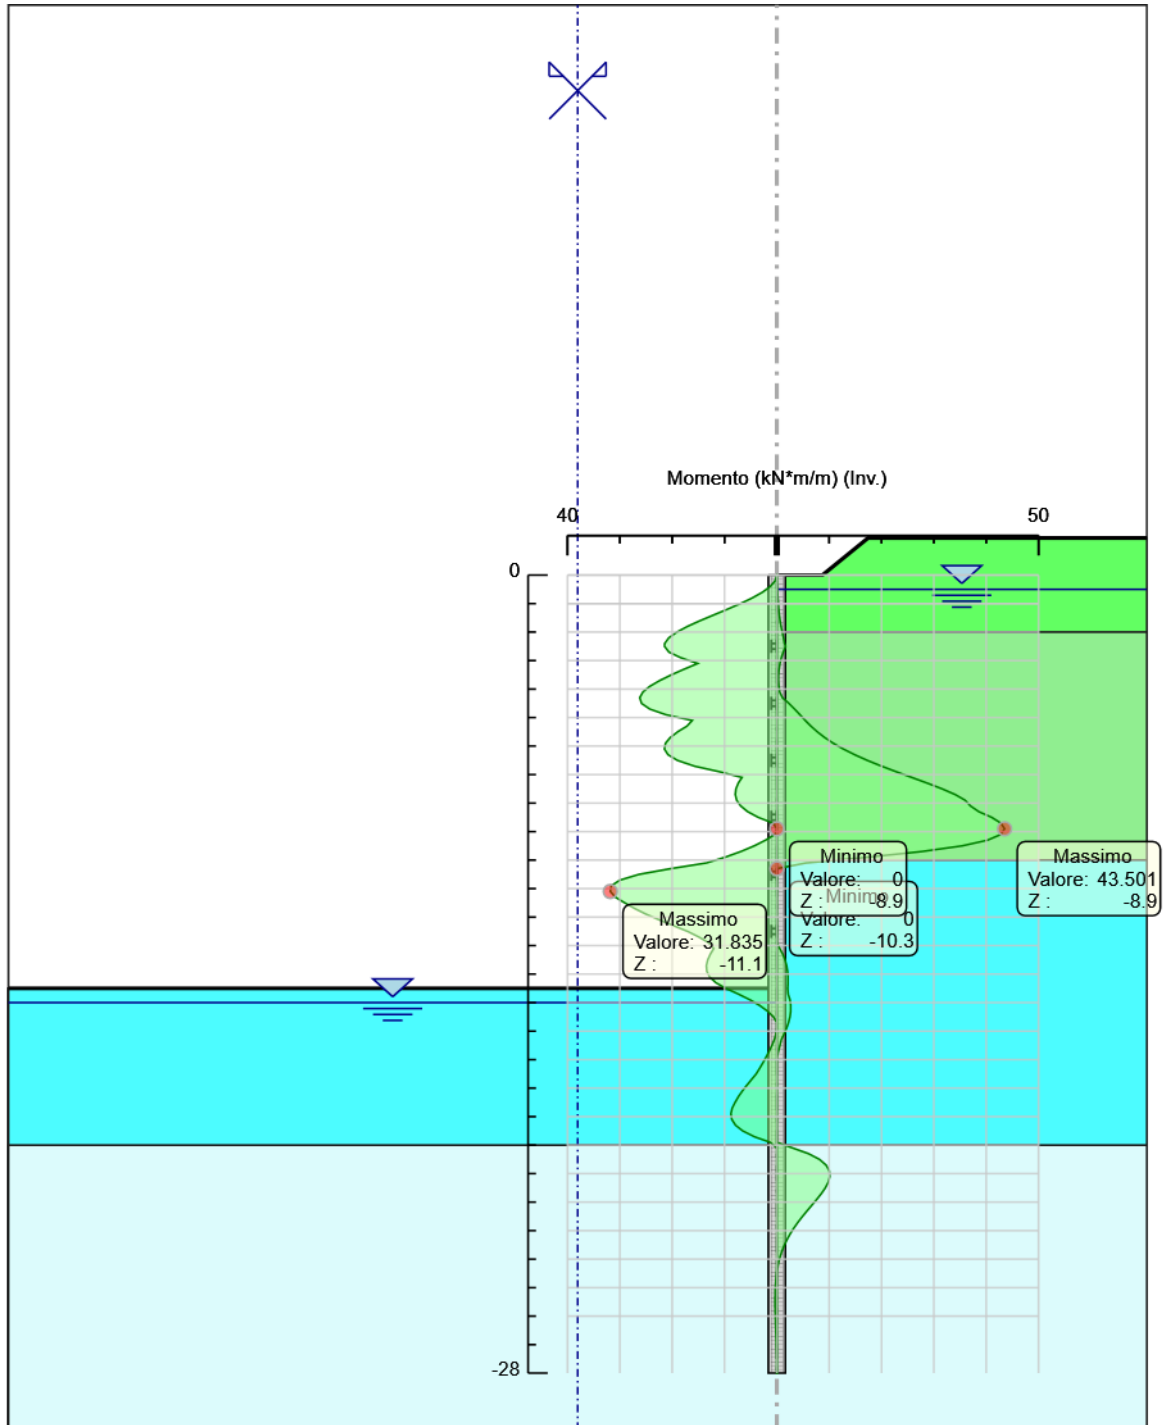 Momento (kN*m/m) (Inv.)
40
50
0
Minimo
Valore: 0
Z : -8.9
Massimo
Valore: 43.501
Z : -8.9
Minimo
Valore: 0
Z : -10.3
Massimo
Valore: 31.835
Z : -11.1
-28